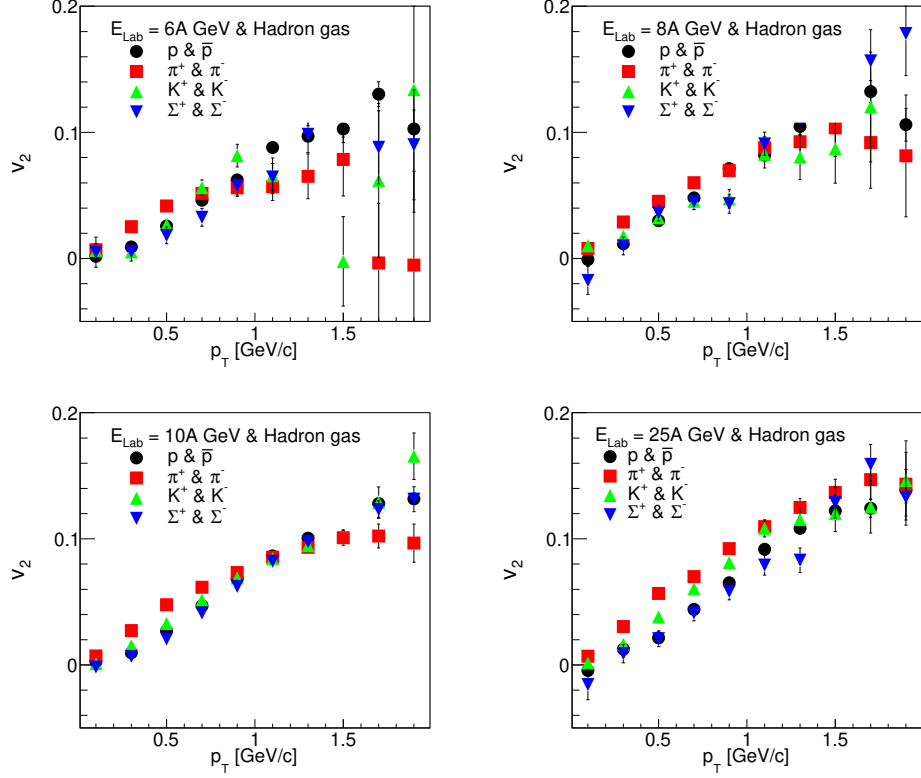 E_Lab = 6A GeV & Hadron gas
p & p̅
π⁺ & π⁻
K⁺ & K⁻
Σ⁺ & Σ⁻
0.2
0.1
0
v₂
0.5
1
1.5
p_T [GeV/c]
E_Lab = 8A GeV & Hadron gas
p & p̅
π⁺ & π⁻
K⁺ & K⁻
Σ⁺ & Σ⁻
0.2
0.1
0
v₂
0.5
1
1.5
p_T [GeV/c]
E_Lab = 10A GeV & Hadron gas
p & p̅
π⁺ & π⁻
K⁺ & K⁻
Σ⁺ & Σ⁻
0.2
0.1
0
v₂
0.5
1
1.5
p_T [GeV/c]
E_Lab = 25A GeV & Hadron gas
p & p̅
π⁺ & π⁻
K⁺ & K⁻
Σ⁺ & Σ⁻
0.2
0.1
0
v₂
0.5
1
1.5
p_T [GeV/c]